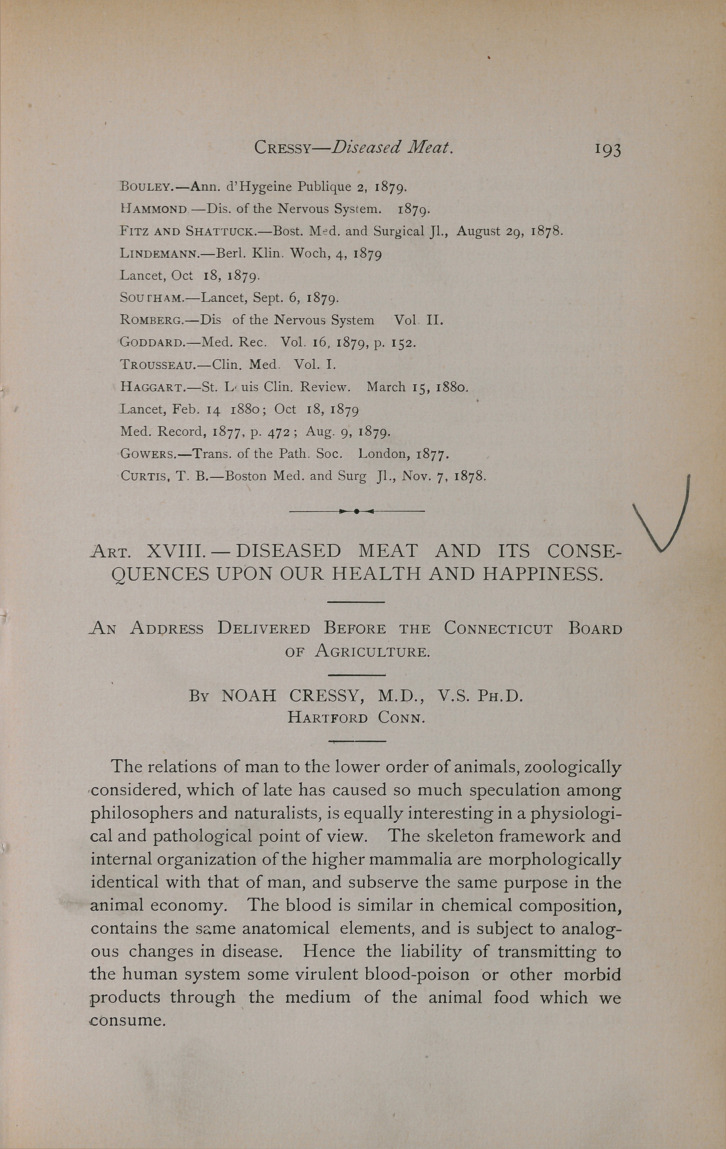 CRESSY—Diseased Meat. 193
BOULEY.—Ann. d'Hygeine Publique 2, 1879.
HAMMOND —Dis. of the Nervous System. 1879.
FITZ AND SHATTUCK.—Bost. Med. and Surgical Jl., August 29, 1878.
LINDEMANN.—Berl. Klin. Woch, 4, 1879
Lancet, Oct 18, 1879.
SOUTHAM.—Lancet, Sept. 6, 1879.
ROMBERG.—Dis of the Nervous System Vol II.
GODDARD.—Med. Rec. Vol. 16, 1879, p. 152.
TROUSSEAU.—Clin. Med. Vol. I.
HAGGART.—St. L uis Clin. Review. March 15, 1880.
Lancet, Feb. 14 1880; Oct 18, 1879
Med. Record, 1877, p. 472; Aug. 9, 1879.
GOWERS.—Trans. of the Path. Soc. London, 1877.
CURTIS, T. B.—Boston Med. and Surg Jl., Nov. 7, 1878.
ART. XVIII.—DISEASED MEAT AND ITS CONSE-
QUENCES UPON OUR HEALTH AND HAPPINESS.
AN ADDRESS DELIVERED BEFORE THE CONNECTICUT BOARD
OF AGRICULTURE.
BY NOAH CRESSY, M.D., V.S. PH.D.
HARTFORD CONN.
The relations of man to the lower order of animals, zoologically
considered, which of late has caused so much speculation among
philosophers and naturalists, is equally interesting in a physiologi-
cal and pathological point of view. The skeleton framework and
internal organization of the higher mammalia are morphologically
identical with that of man, and subserve the same purpose in the
animal economy. The blood is similar in chemical composition,
contains the same anatomical elements, and is subject to analog-
ous changes in disease. Hence the liability of transmitting to
the human system some virulent blood-poison or other morbid
products through the medium of the animal food which we
consume.